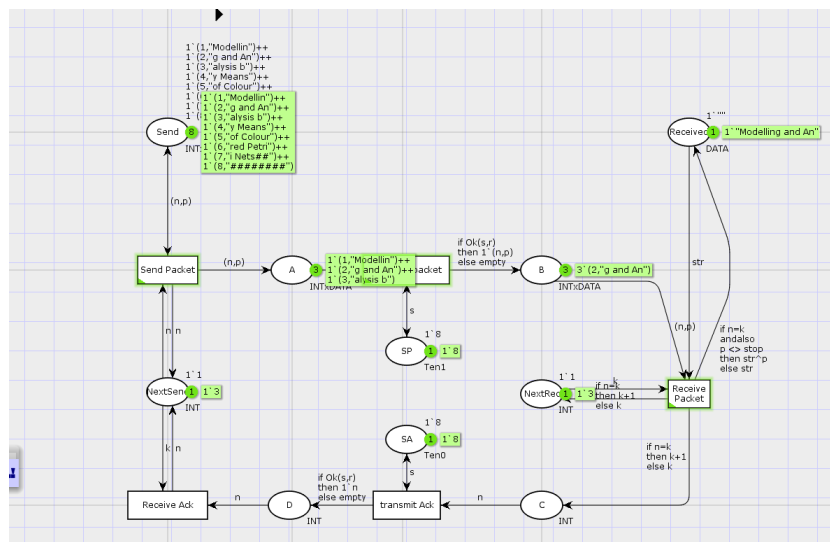 1`(1,"Modellin")++
1`(2,"g and An")++
1`(3,"alysis b")++
1`(4,"y Means")++
1`(5,"of Colour")++
1`(
1`(
1`(
Send
8
1`(1,"Modellin")++
1`(2,"g and An")++
1`(3,"alysis b")++
1`(4,"y Means")++
1`(5,"of Colour")++
1`(6,"red Petri")++
1`(7,"i Nets##")++
1`(8,"########")
INT
1`""
Received
1
1`"Modelling and An"
DATA
(n,p)
Send Packet
(n,p)
A
3
1`(1,"Modellin")++
1`(2,"g and An")++
1`(3,"alysis b")
INTxDATA
acket
if Ok(s,r)
then 1`(n,p)
else empty
B
3
3`(2,"g and An")
INTxDATA
str
s
n
n
(n,p)
if n=k
andalso
p <> stop
then str^p
else str
1`8
SP
1
1`8
Ten1
1`1
NextSend
1
1`3
INT
1`1
NextRec
1
1`3
INT
k
if n=k
then k+1
else k
Receive
Packet
1`8
SA
1
1`8
Ten0
k
n
s
if n=k
then k+1
else k
Receive Ack
n
D
INT
if Ok(s,r)
then 1`n
else empty
transmit Ack
n
C
INT